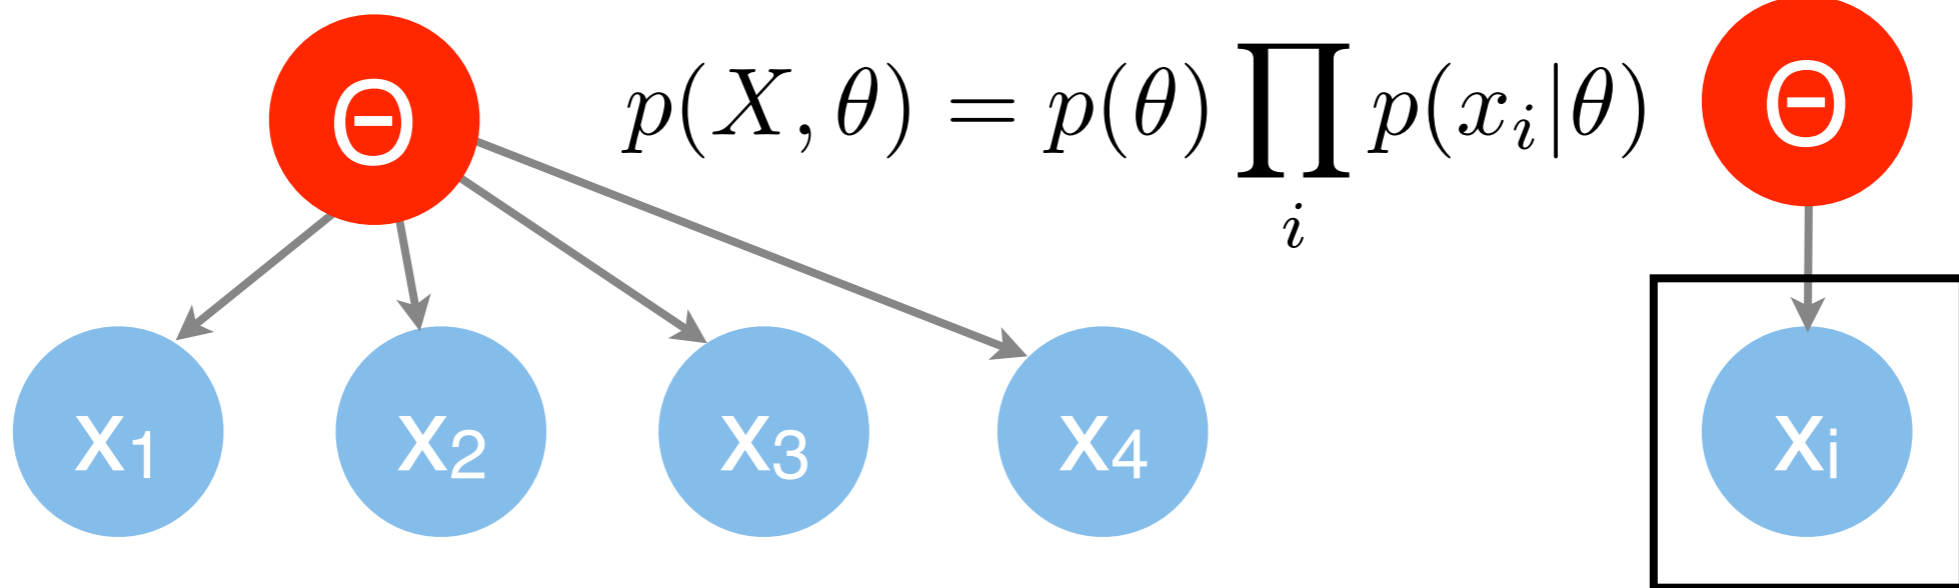 Θ
p(X, θ) = p(θ) ∏ p(xᵢ|θ)
i
Θ
x₁ x₂ x₃ x₄ xᵢ